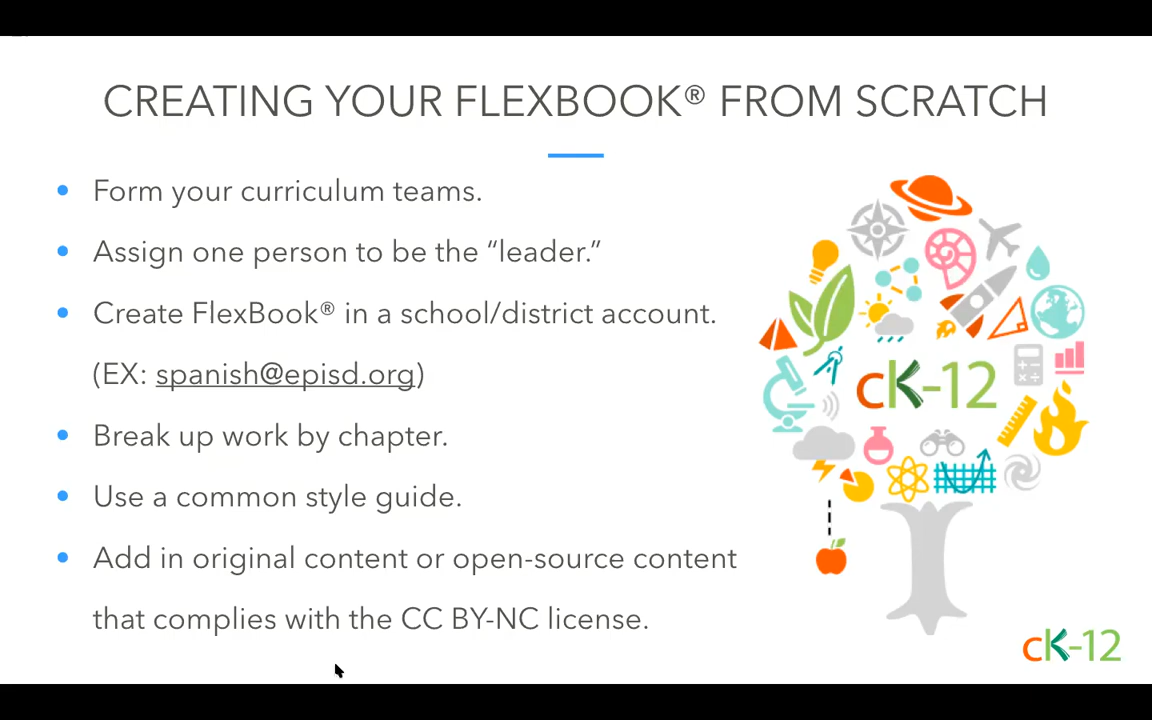 CREATING YOUR FLEXBOOK® FROM SCRATCH
Form your curriculum teams.
Assign one person to be the “leader.”
Create FlexBook® in a school/district account.
(EX: spanish@episd.org)
Break up work by chapter.
Use a common style guide.
Add in original content or open-source content
that complies with the CC BY-NC license.
cK-12
cK-12